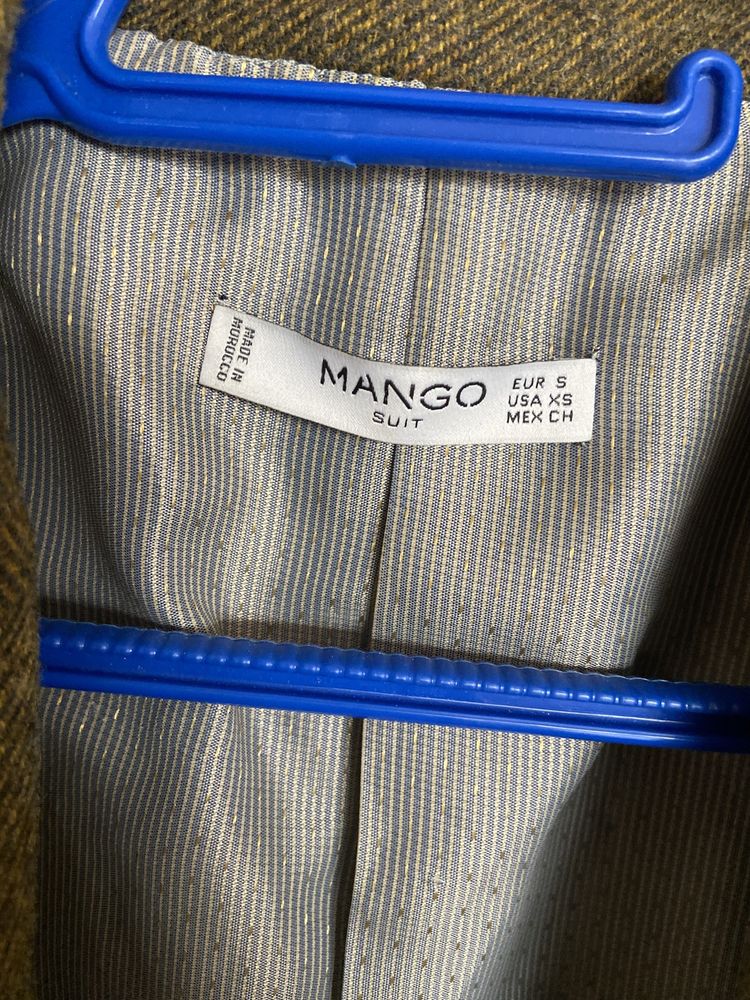 MADE IN
MOROCCO
MANGO
SUIT
EUR S
USA XS
MEX CH